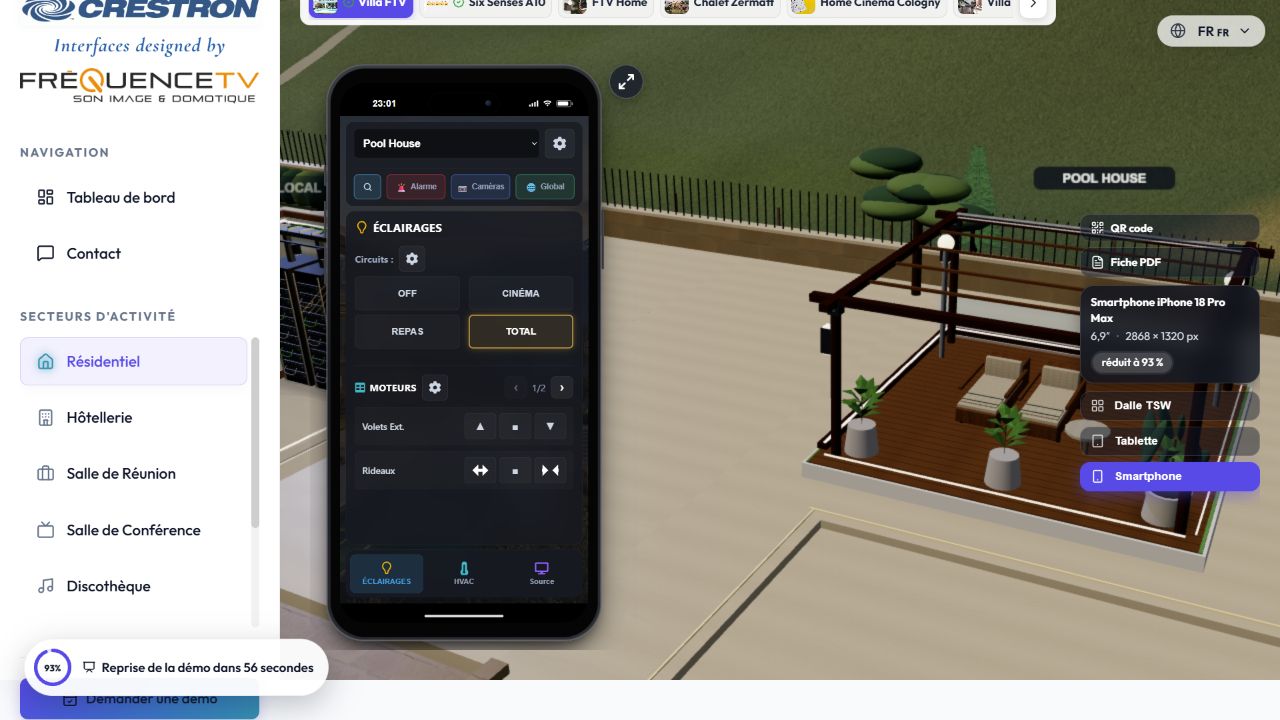 CRESTRON
Interfaces designed by
FRÉQUENCETV
SON IMAGE & DOMOTIQUE
NAVIGATION
Tableau de bord
Contact
SECTEURS D'ACTIVITÉ
Résidentiel
Hôtellerie
Salle de Réunion
Salle de Conférence
Discothèque
93%
Reprise de la démo dans 56 secondes
Demander une démo
Villa FTV
Six Senses A10
FTV Home
Chalet Zermatt
Home Cinema Cologny
Villa
FR FR
LOCAL
23:01
Pool House
Alarme
Caméras
Global
ÉCLAIRAGES
Circuits :
OFF
CINÉMA
REPAS
TOTAL
MOTEURS
1/2
Volets Ext.
Rideaux
ÉCLAIRAGES
HVAC
Source
POOL HOUSE
QR code
Fiche PDF
Smartphone iPhone 18 Pro
Max
6,9″ · 2868 × 1320 px
réduit à 93 %
Dalle TSW
Tablette
Smartphone